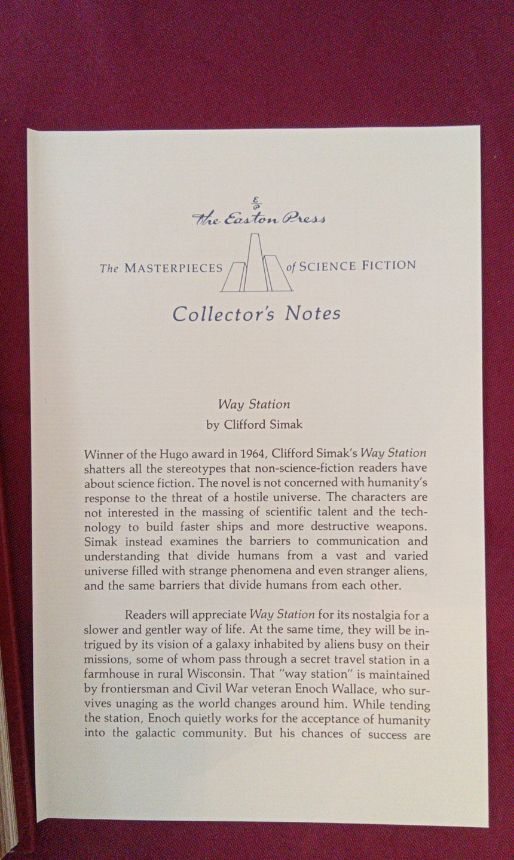 E
P
The Easton Press
The MASTERPIECES of SCIENCE FICTION
Collector's Notes
Way Station
by Clifford Simak
Winner of the Hugo award in 1964, Clifford Simak's Way Station
shatters all the stereotypes that non-science-fiction readers have
about science fiction. The novel is not concerned with humanity's
response to the threat of a hostile universe. The characters are
not interested in the massing of scientific talent and the tech-
nology to build faster ships and more destructive weapons.
Simak instead examines the barriers to communication and
understanding that divide humans from a vast and varied
universe filled with strange phenomena and even stranger aliens,
and the same barriers that divide humans from each other.
Readers will appreciate Way Station for its nostalgia for a
slower and gentler way of life. At the same time, they will be in-
trigued by its vision of a galaxy inhabited by aliens busy on their
missions, some of whom pass through a secret travel station in a
farmhouse in rural Wisconsin. That "way station" is maintained
by frontiersman and Civil War veteran Enoch Wallace, who sur-
vives unaging as the world changes around him. While tending
the station, Enoch quietly works for the acceptance of humanity
into the galactic community. But his chances of success are